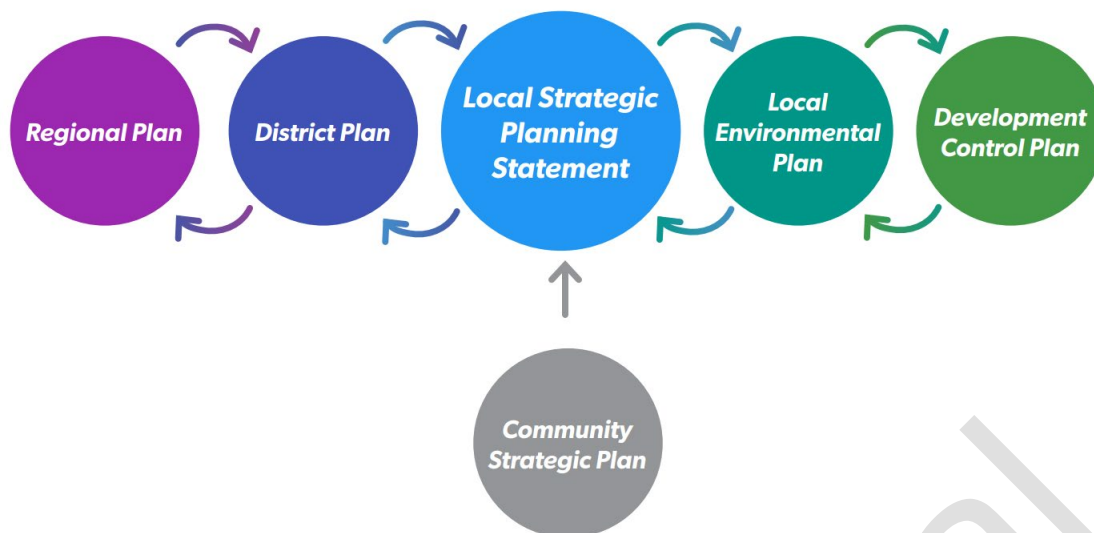 Regional Plan
District Plan
Local Strategic
Planning
Statement
Local
Environmental
Plan
Development
Control Plan
Community
Strategic Plan